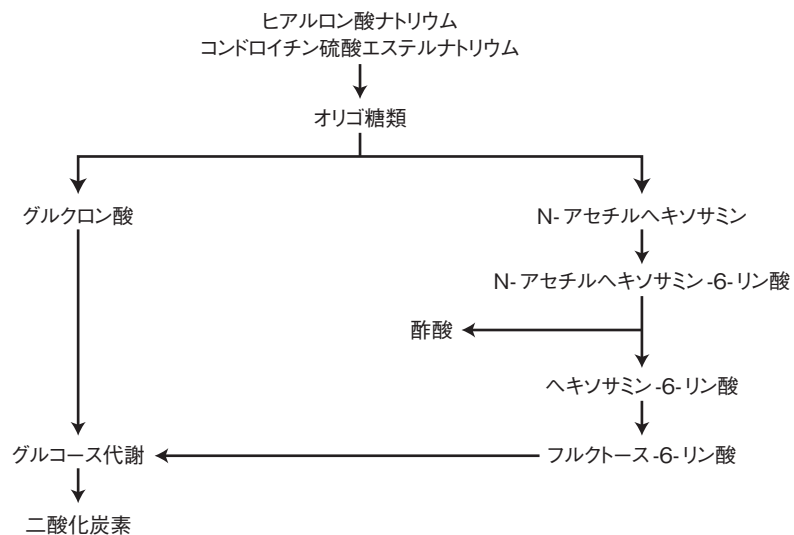 ヒアルロン酸ナトリウム
コンドロイチン硫酸エステルナトリウム
オリゴ糖類
グルクロン酸
N-アセチルヘキソサミン
N-アセチルヘキソサミン-6-リン酸
酢酸
ヘキソサミン-6-リン酸
グルコース代謝
フルクトース-6-リン酸
二酸化炭素